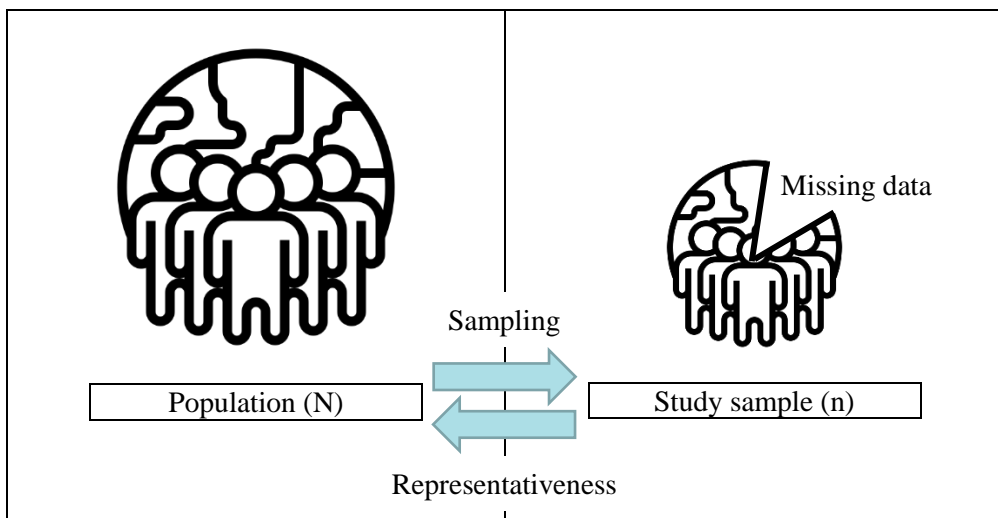 Missing data
Sampling
Population (N)
Study sample (n)
Representativeness